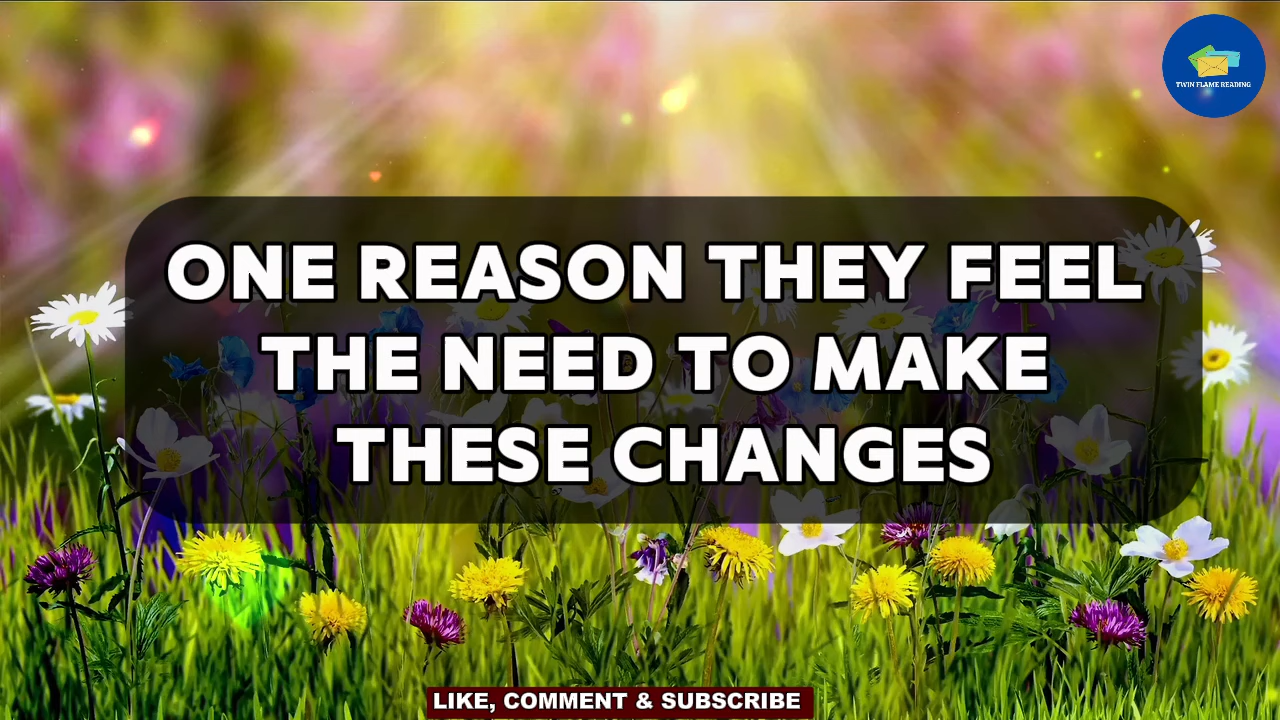 TWIN FLAME READING
ONE REASON THEY FEEL
THE NEED TO MAKE
THESE CHANGES
LIKE, COMMENT & SUBSCRIBE